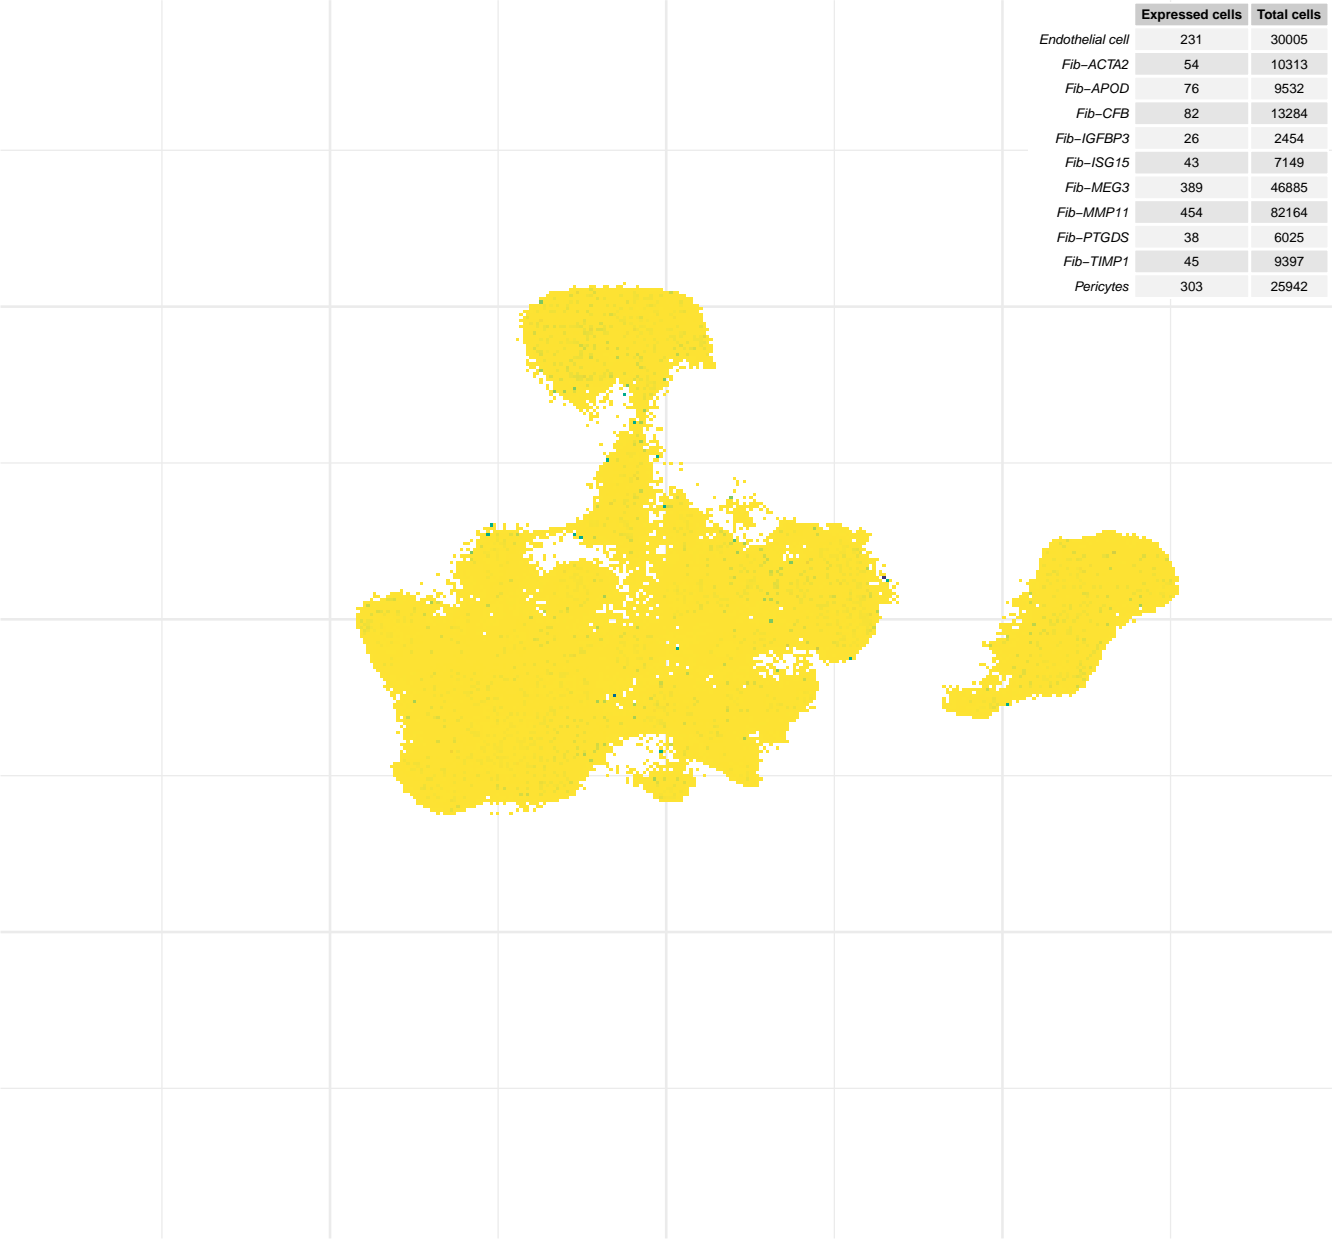 Expressed cells Total cells
Endothelial cell 231 30005
Fib−ACTA2 54 10313
Fib−APOD 76 9532
Fib−CFB 82 13284
Fib−IGFBP3 26 2454
Fib−ISG15 43 7149
Fib−MEG3 389 46885
Fib−MMP11 454 82164
Fib−PTGDS 38 6025
Fib−TIMP1 45 9397
Pericytes 303 25942